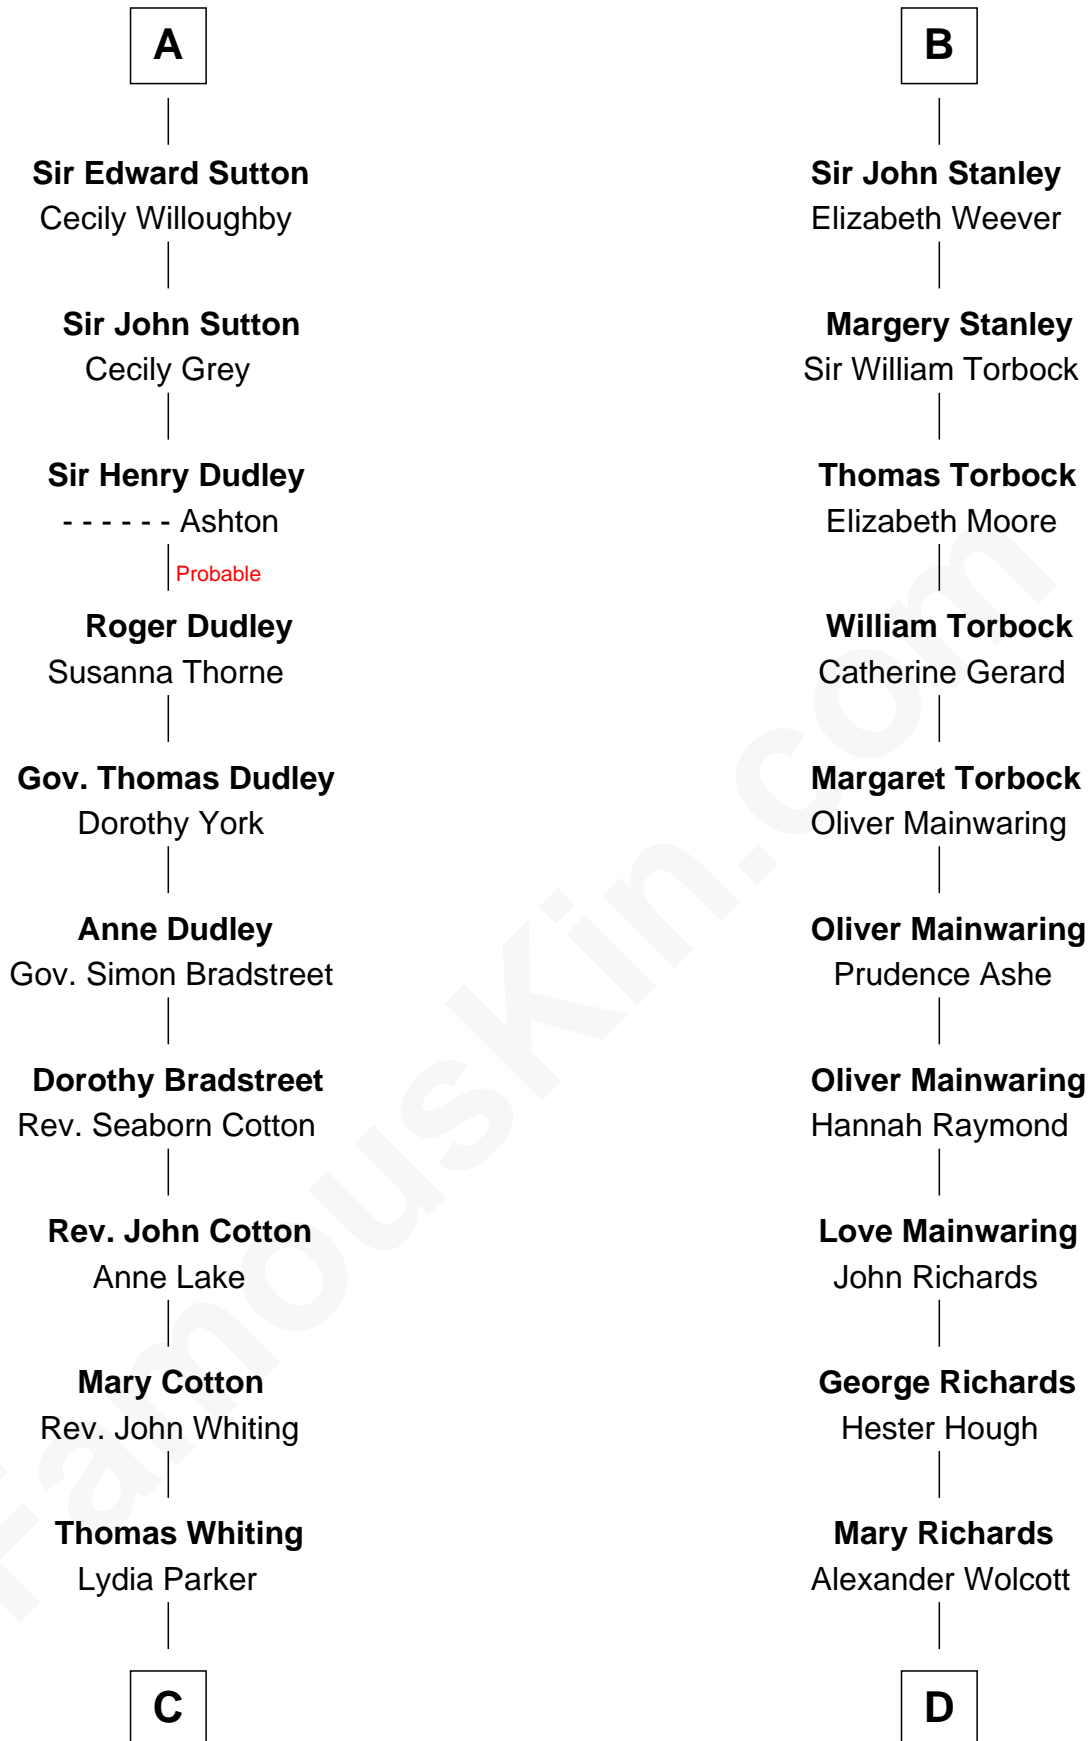 A
Sir Edward Sutton
Cecily Willoughby
Sir John Sutton
Cecily Grey
Sir Henry Dudley
- - - - - - Ashton
Probable
Roger Dudley
Susanna Thorne
Gov. Thomas Dudley
Dorothy York
Anne Dudley
Gov. Simon Bradstreet
Dorothy Bradstreet
Rev. Seaborn Cotton
Rev. John Cotton
Anne Lake
Mary Cotton
Rev. John Whiting
Thomas Whiting
Lydia Parker
C
B
Sir John Stanley
Elizabeth Weever
Margery Stanley
Sir William Torbock
Thomas Torbock
Elizabeth Moore
William Torbock
Catherine Gerard
Margaret Torbock
Oliver Mainwaring
Oliver Mainwaring
Prudence Ashe
Oliver Mainwaring
Hannah Raymond
Love Mainwaring
John Richards
George Richards
Hester Hough
Mary Richards
Alexander Wolcott
D
FamousKin.com